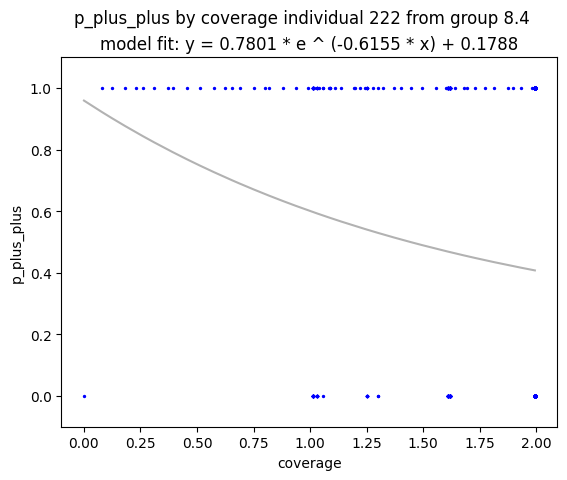 p_plus_plus by coverage individual 222 from group 8.4
model fit: y = 0.7801 * e ^ (-0.6155 * x) + 0.1788
1.0
0.8
0.6
0.4
0.2
0.0
p_plus_plus
0.00 0.25 0.50 0.75 1.00 1.25 1.50 1.75 2.00
coverage